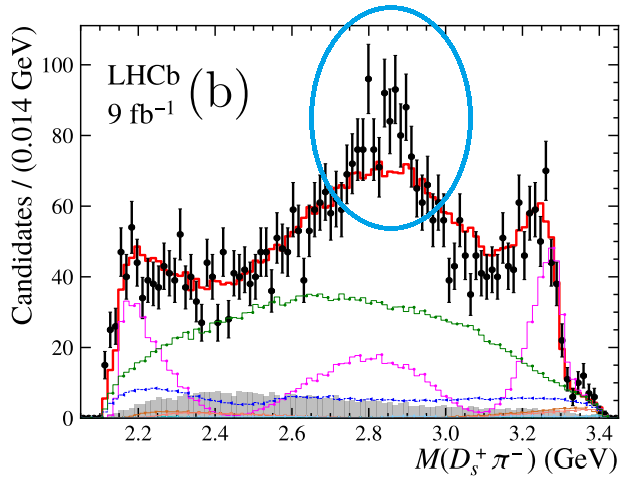 Candidates / (0.014 GeV)
100
80
60
40
20
0
LHCb
9 fb⁻¹
(b)
2.2 2.4 2.6 2.8 3.0 3.2 3.4
M(Dₛ⁺π⁻) (GeV)